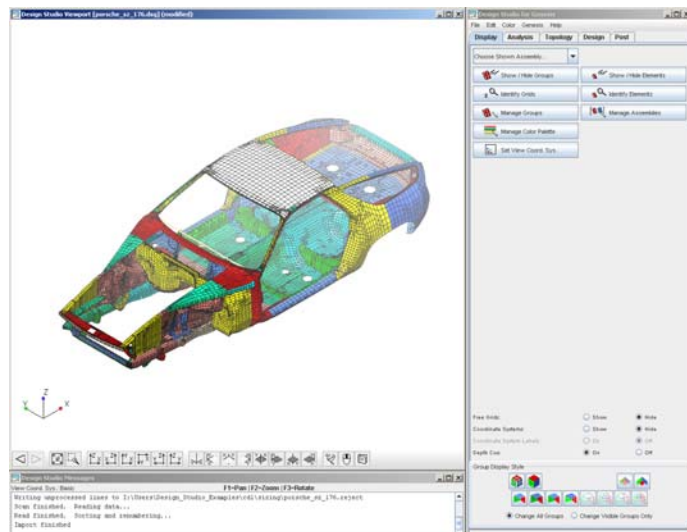 Design Studio Viewport [porsche_sz_176.dsg] (modified)
Z
Y
X
Design Studio Messages
View Coord. Sys.: Basic
F1=Pan | F2=Zoom | F3=Rotate
Scan finished. Reading data...
Read finished. Sorting and renumbering...
Import finished
Design Studio for Genesis
File Edit Color Genesis Help
Display Analysis Topology Design Post
Choose Shown Assembly...
Show / Hide Groups Show / Hide Elements
Identify Grids Identify Elements
Manage Groups Manage Assemblies
Manage Color Palette
Set View Coord. Sys.
Free Grids: Show Hide
Coordinate Systems: Show Hide
Coordinate System Labels: On Off
Depth Cue On Off
Group Display Style
Change All Groups Change Visible Groups Only